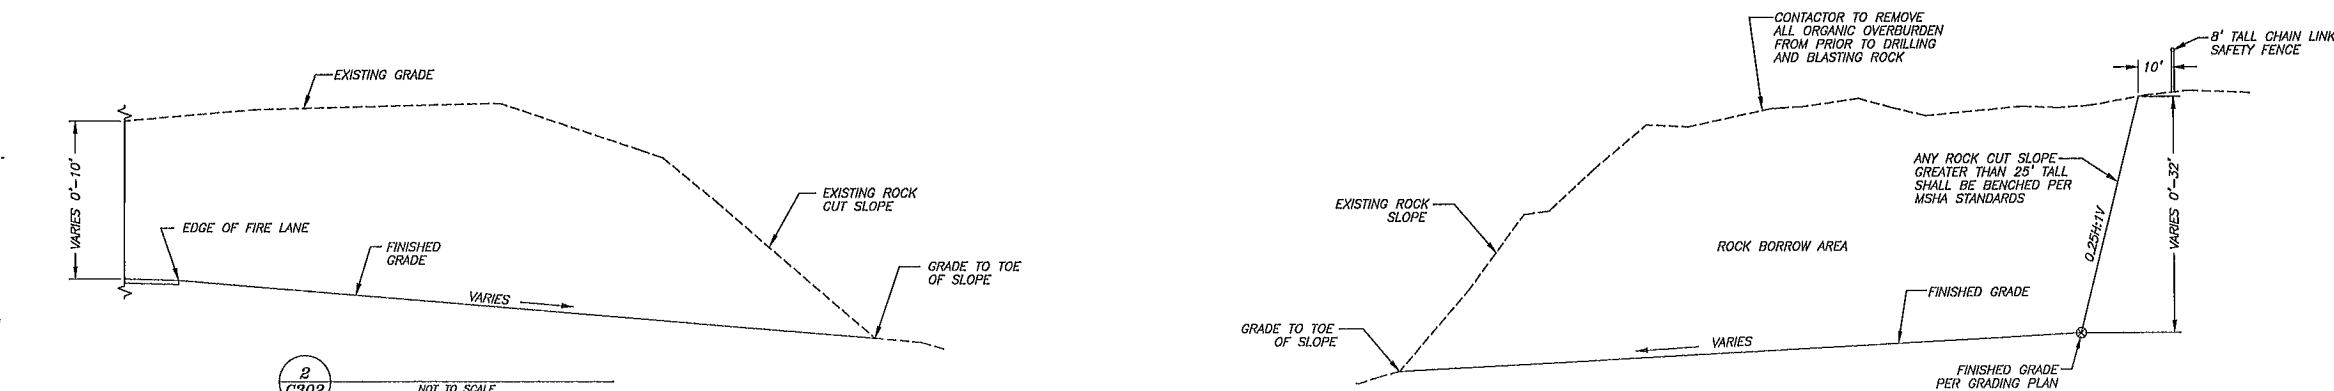 EXISTING GRADE
VARIES 0'-10'
EDGE OF FIRE LANE
FINISHED
GRADE
VARIES
EXISTING ROCK
CUT SLOPE
GRADE TO TOE
OF SLOPE
2
C302
NOT TO SCALE
CONTACTOR TO REMOVE
ALL ORGANIC OVERBURDEN
FROM PRIOR TO DRILLING
AND BLASTING ROCK
8' TALL CHAIN LINK
SAFETY FENCE
10'
ANY ROCK CUT SLOPE
GREATER THAN 25' TALL
SHALL BE BENCHED PER
MSHA STANDARDS
EXISTING ROCK
SLOPE
ROCK BORROW AREA
0.25H:1V
VARIES 0'-32'
FINISHED GRADE
GRADE TO TOE
OF SLOPE
VARIES
FINISHED GRADE
PER GRADING PLAN